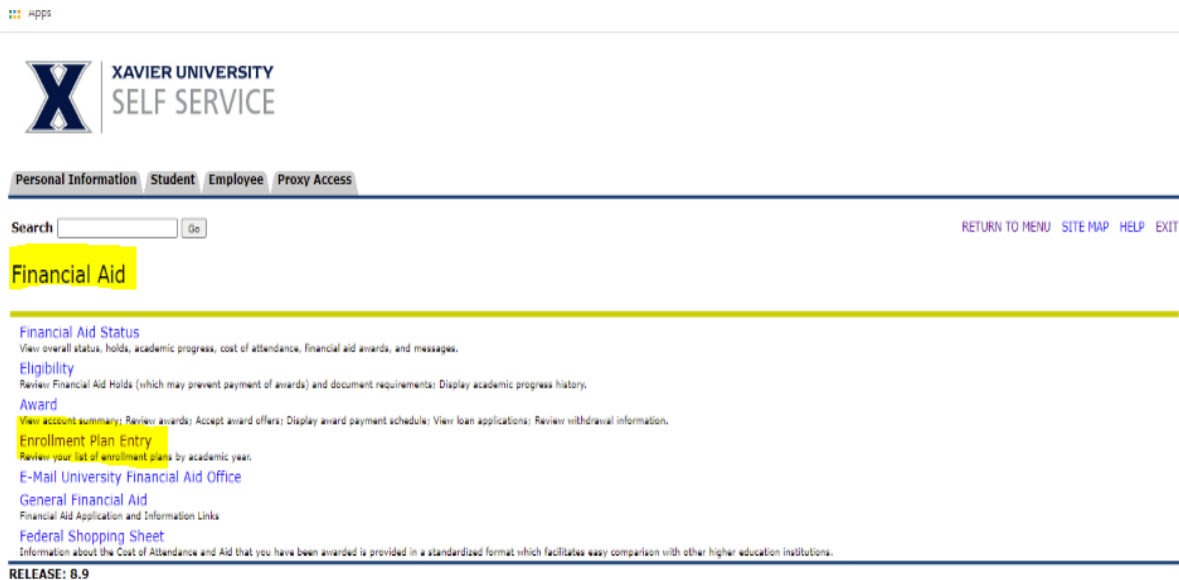 Apps
XAVIER UNIVERSITY
SELF SERVICE
Personal Information Student Employee Proxy Access
Search Go RETURN TO MENU SITE MAP HELP EXIT
Financial Aid
Financial Aid Status
View overall status, holds, academic progress, cost of attendance, financial aid awards, and messages.
Eligibility
Review Financial Aid Holds (which may prevent payment of awards) and document requirements; Display academic progress history.
Award
View account summary; Review awards; Accept award offers; Display award payment schedule; View loan applications; Review withdrawal information.
Enrollment Plan Entry
Review your list of enrollment plans by academic year.
E-Mail University Financial Aid Office
General Financial Aid
Financial Aid Application and Information Links
Federal Shopping Sheet
Information about the Cost of Attendance and Aid that you have been awarded is provided in a standardized format which facilitates easy comparison with other higher education institutions.
RELEASE: 8.9